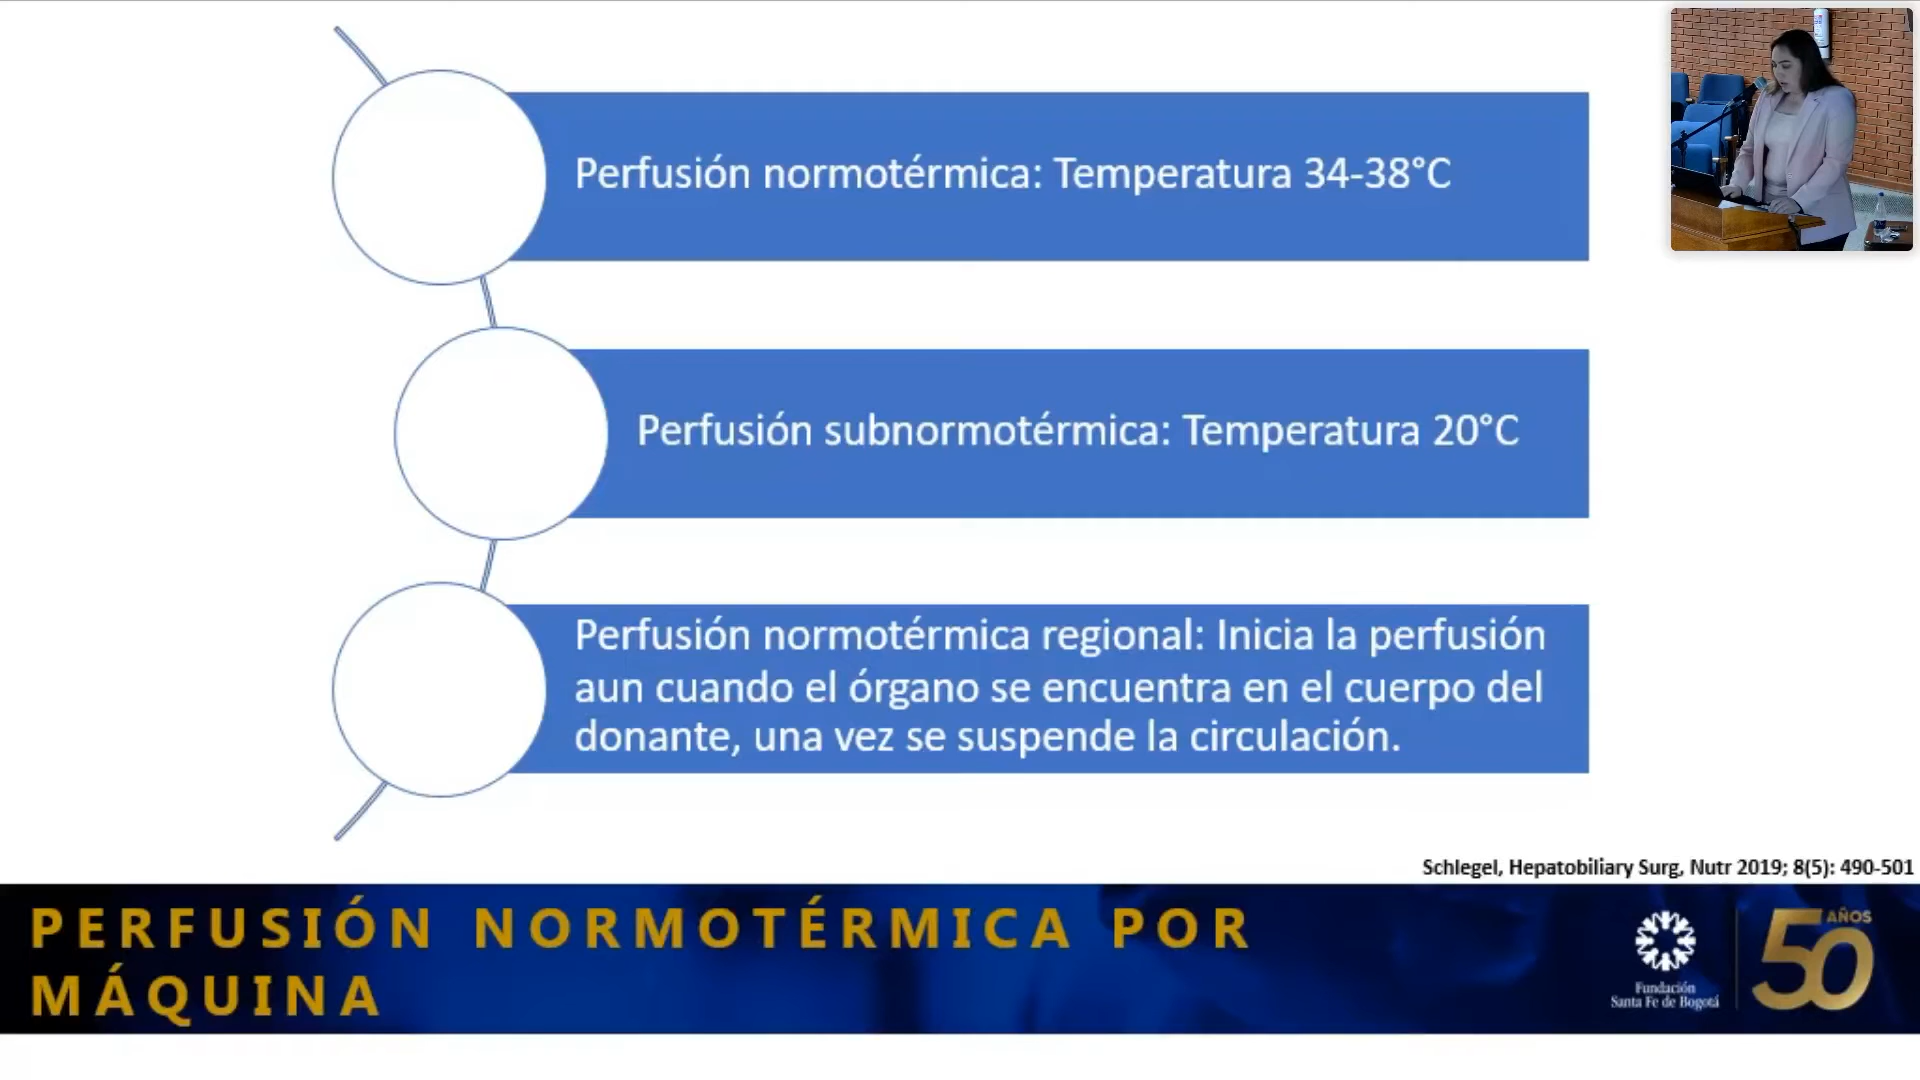 Perfusión normotérmica: Temperatura 34-38°C
Perfusión subnormotérmica: Temperatura 20°C
Perfusión normotérmica regional: Inicia la perfusión
aun cuando el órgano se encuentra en el cuerpo del
donante, una vez se suspende la circulación.
Schlegel, Hepatobiliary Surg, Nutr 2019; 8(5): 490-501
PERFUSIÓN NORMOTÉRMICA POR
MÁQUINA
Fundación
Santa Fe de Bogotá
50 AÑOS